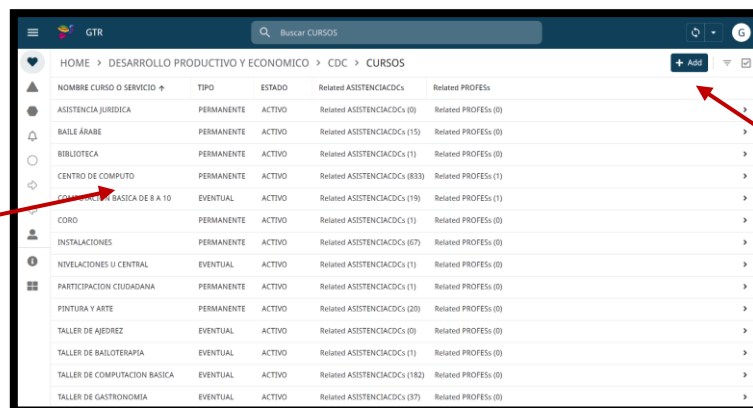 GTR Buscar CURSOS G
HOME > DESARROLLO PRODUCTIVO Y ECONOMICO > CDC > CURSOS + Add
NOMBRE CURSO O SERVICIO ↑ TIPO ESTADO Related ASISTENCIACDCs Related PROFESs
ASISTENCIA JURIDICA PERMANENTE ACTIVO Related ASISTENCIACDCs (0) Related PROFESs (0)
BAILE ÁRABE PERMANENTE ACTIVO Related ASISTENCIACDCs (15) Related PROFESs (0)
BIBLIOTECA PERMANENTE ACTIVO Related ASISTENCIACDCs (1) Related PROFESs (0)
CENTRO DE COMPUTO PERMANENTE ACTIVO Related ASISTENCIACDCs (833) Related PROFESs (1)
COMPUTACION BASICA DE 8 A 10 EVENTUAL ACTIVO Related ASISTENCIACDCs (19) Related PROFESs (1)
CORO PERMANENTE ACTIVO Related ASISTENCIACDCs (1) Related PROFESs (0)
INSTALACIONES PERMANENTE ACTIVO Related ASISTENCIACDCs (67) Related PROFESs (0)
NIVELACIONES U CENTRAL EVENTUAL ACTIVO Related ASISTENCIACDCs (1) Related PROFESs (0)
PARTICIPACION CIUDADANA PERMANENTE ACTIVO Related ASISTENCIACDCs (1) Related PROFESs (0)
PINTURA Y ARTE PERMANENTE ACTIVO Related ASISTENCIACDCs (20) Related PROFESs (0)
TALLER DE AJEDREZ EVENTUAL ACTIVO Related ASISTENCIACDCs (0) Related PROFESs (0)
TALLER DE BAILOTERAPIA EVENTUAL ACTIVO Related ASISTENCIACDCs (1) Related PROFESs (0)
TALLER DE COMPUTACION BASICA EVENTUAL ACTIVO Related ASISTENCIACDCs (182) Related PROFESs (0)
TALLER DE GASTRONOMIA EVENTUAL ACTIVO Related ASISTENCIACDCs (37) Related PROFESs (0)